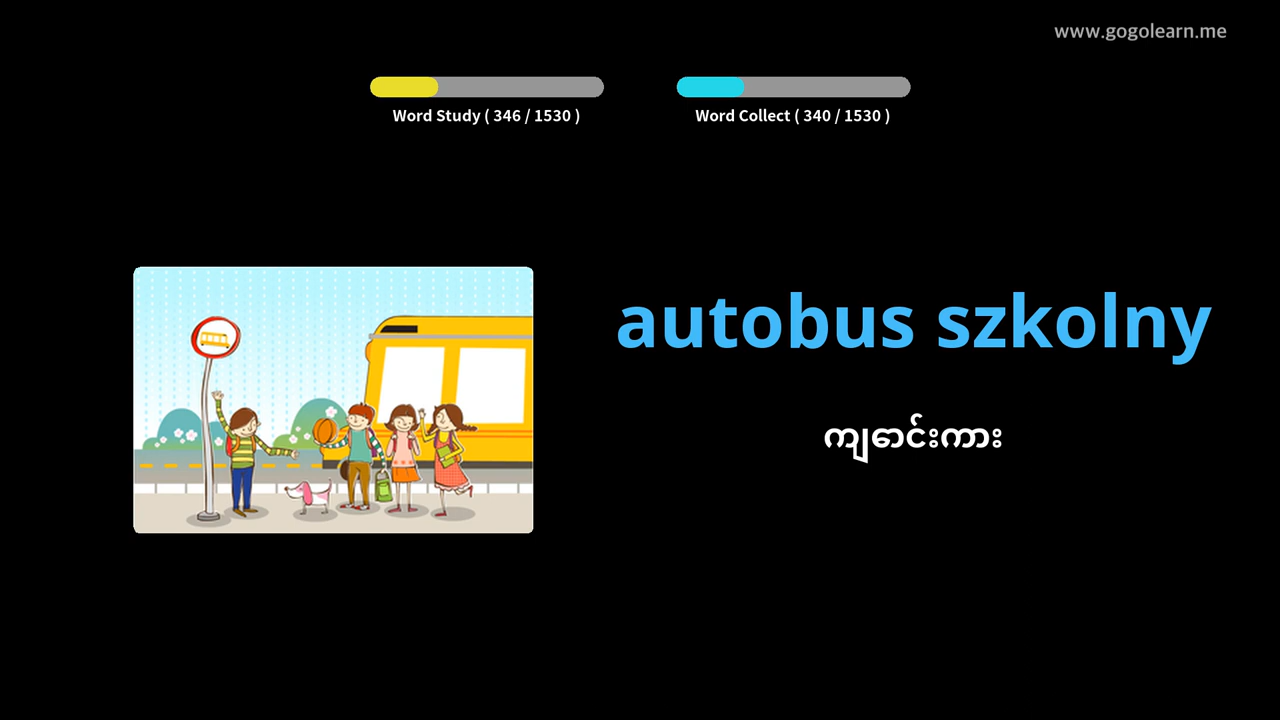 www.gogolearn.me
Word Study ( 346 / 1530 )
Word Collect ( 340 / 1530 )
autobus szkolny
ကျောင်းကား